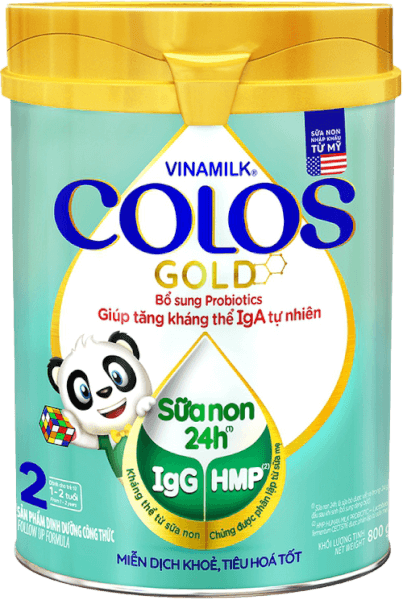 SỮA NON
NHẬP KHẨU
TỪ MỸ
VINAMILK®
COLOS
GOLD
Bổ sung Probiotics
Giúp tăng kháng thể IgA tự nhiên
Sữa non
24h(1)
IgG HMP(2)
Kháng thể từ sữa non
Chủng được phân lập từ sữa mẹ
2
1-2 tuổi
SẢN PHẨM DINH DƯỠNG CÔNG THỨC
FOLLOW UP FORMULA
KHỐI LƯỢNG TỊNH
NET WEIGHT: 800
MIỄN DỊCH KHOẺ, TIÊU HOÁ TỐT